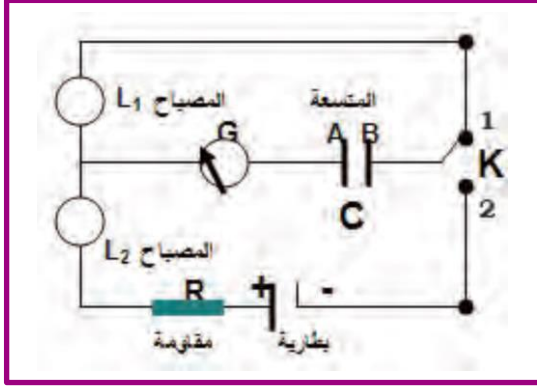 المصباح L₁
المتسعة
G A B 1
K
C 2
المصباح L₂
R + -
مقاومة
بطارية